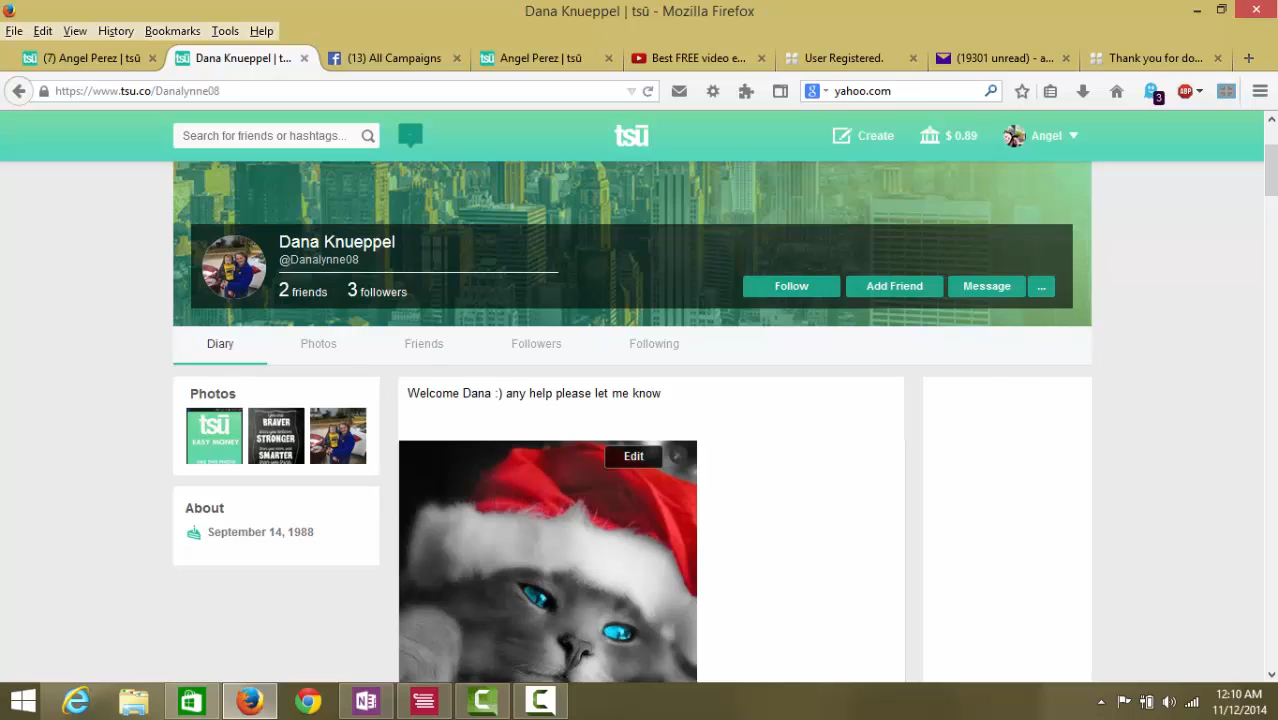 Dana Knueppel | tsū - Mozilla Firefox
File Edit View History Bookmarks Tools Help
(7) Angel Perez | tsū
Dana Knueppel | t...
(13) All Campaigns
Angel Perez | tsū
Best FREE video e...
User Registered.
(19301 unread) - a...
Thank you for do...
https://www.tsu.co/Danalynne08
yahoo.com
3
Search for friends or hashtags...
tsū
Create
$ 0.89
Angel
Dana Knueppel
@Danalynne08
2 friends 3 followers
Follow
Add Friend
Message
...
Diary Photos Friends Followers Following
Photos
tsū
EASY MONEY
BRAVER
STRONGER
SMARTER
About
September 14, 1988
Welcome Dana :) any help please let me know
Edit
12:10 AM
11/12/2014